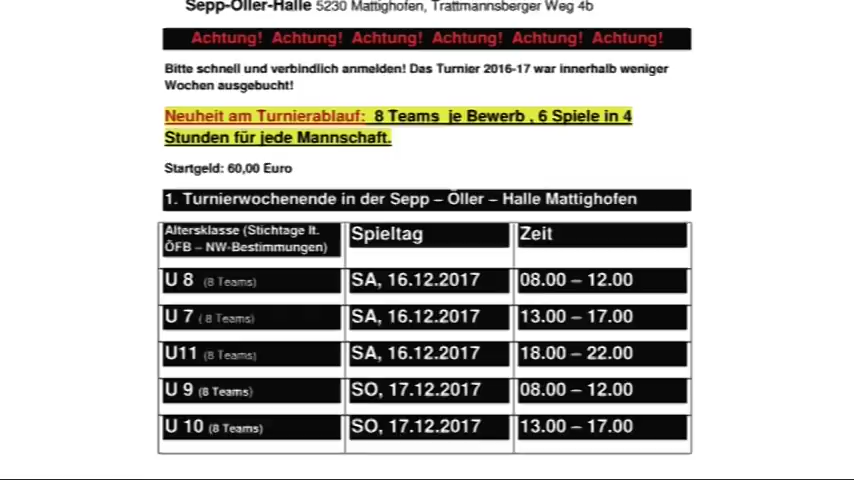 Sepp-Öller-Halle 5230 Mattighofen, Trattmannsberger Weg 4b
Achtung! Achtung! Achtung! Achtung! Achtung! Achtung!
Bitte schnell und verbindlich anmelden! Das Turnier 2016-17 war innerhalb weniger
Wochen ausgebucht!
Neuheit am Turnierablauf: 8 Teams je Bewerb , 6 Spiele in 4
Stunden für jede Mannschaft.
Startgeld: 60,00 Euro
1. Turnierwochenende in der Sepp – Öller – Halle Mattighofen
Altersklasse (Stichtage lt.
ÖFB – NW-Bestimmungen) Spieltag Zeit
U 8 (8 Teams) SA, 16.12.2017 08.00 – 12.00
U 7 ( 8 Teams) SA, 16.12.2017 13.00 – 17.00
U11 (8 Teams) SA, 16.12.2017 18.00 – 22.00
U 9 (8 Teams) SO, 17.12.2017 08.00 – 12.00
U 10 (8 Teams) SO, 17.12.2017 13.00 – 17.00